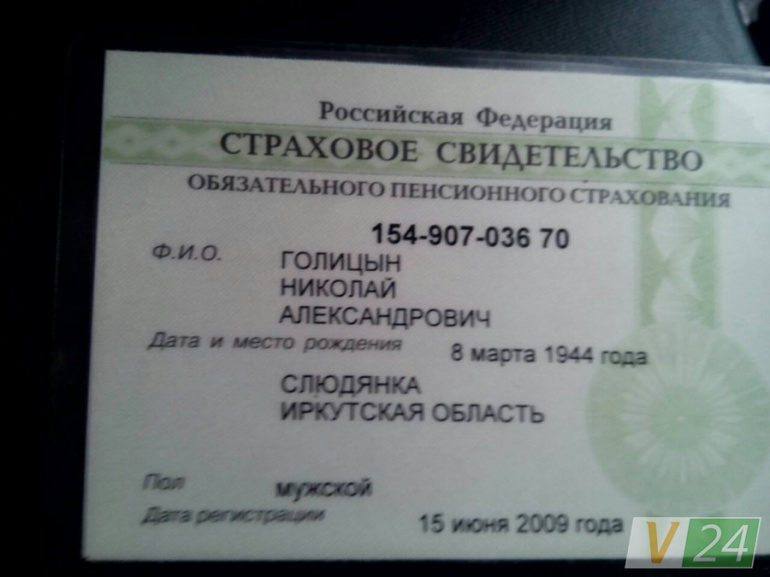 Российская Федерация
СТРАХОВОЕ СВИДЕТЕЛЬСТВО
ОБЯЗАТЕЛЬНОГО ПЕНСИОННОГО СТРАХОВАНИЯ
154-907-036 70
Ф.И.О. ГОЛИЦЫН
НИКОЛАЙ
АЛЕКСАНДРОВИЧ
Дата и место рождения 8 марта 1944 года
СЛЮДЯНКА
ИРКУТСКАЯ ОБЛАСТЬ
Пол мужской
Дата регистрации 15 июня 2009 года
V24